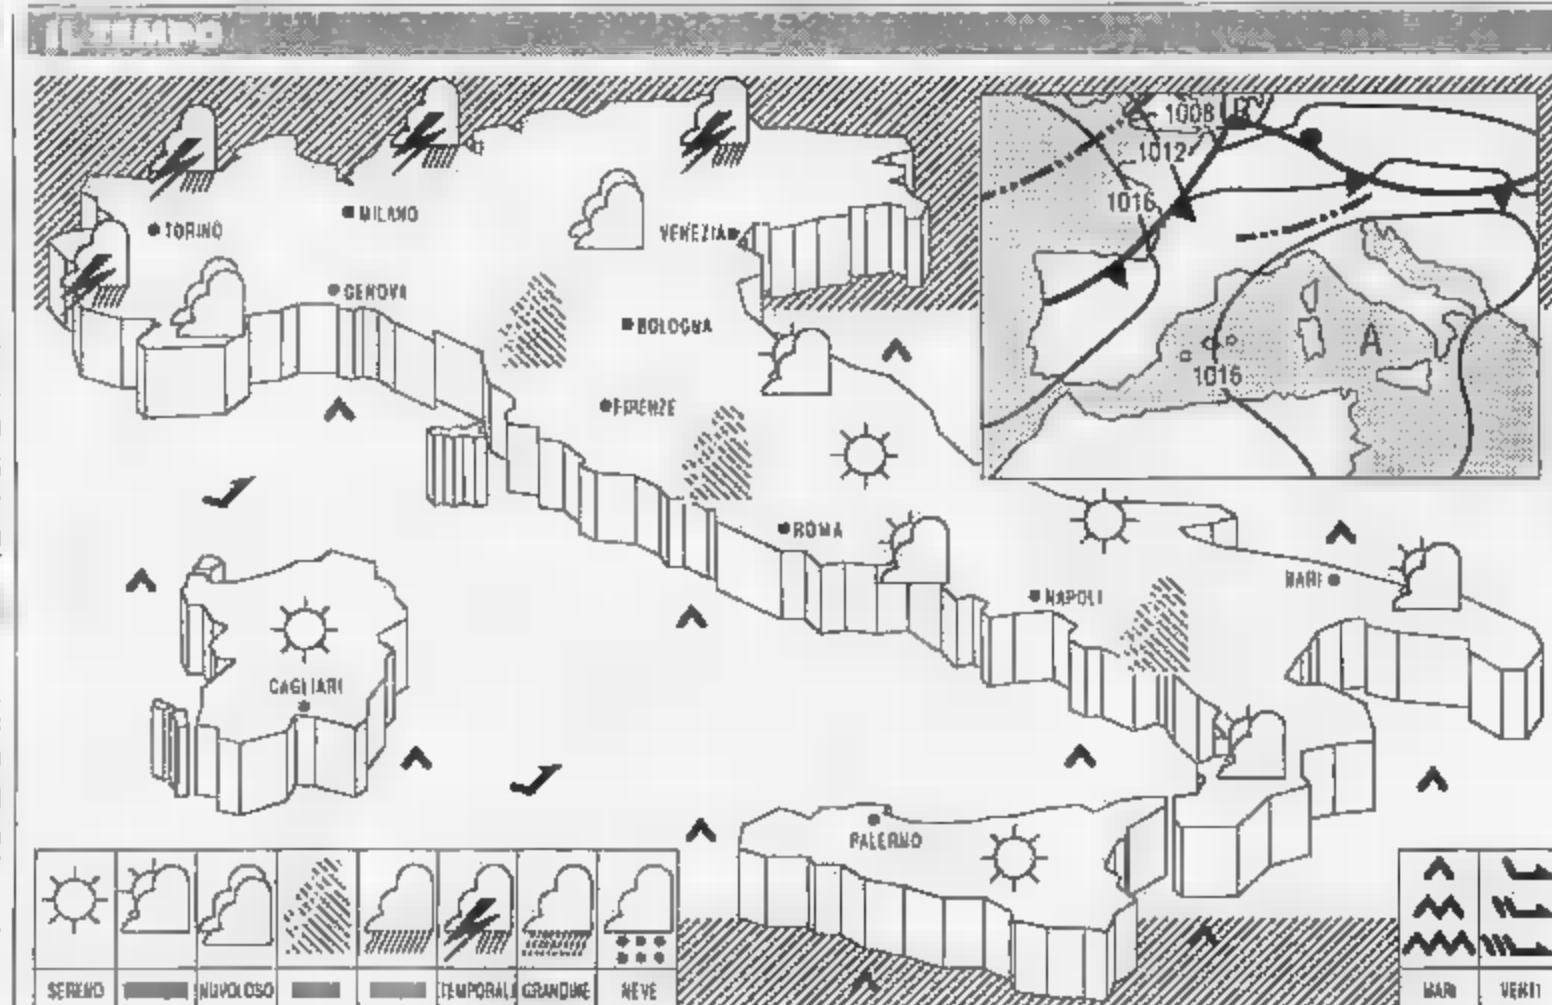 IL TEMPO
1008
1012
1016
TORINO
MILANO
VENEZIA
GENOVA
BOLOGNA
A
1016
FIRENZE
ROMA
BARI
NAPOLI
CAGLIARI
PALERMO
SERENO
NUVOLOSO
TEMPORALI
GRANDINE
NEVE
MARI
VENTI